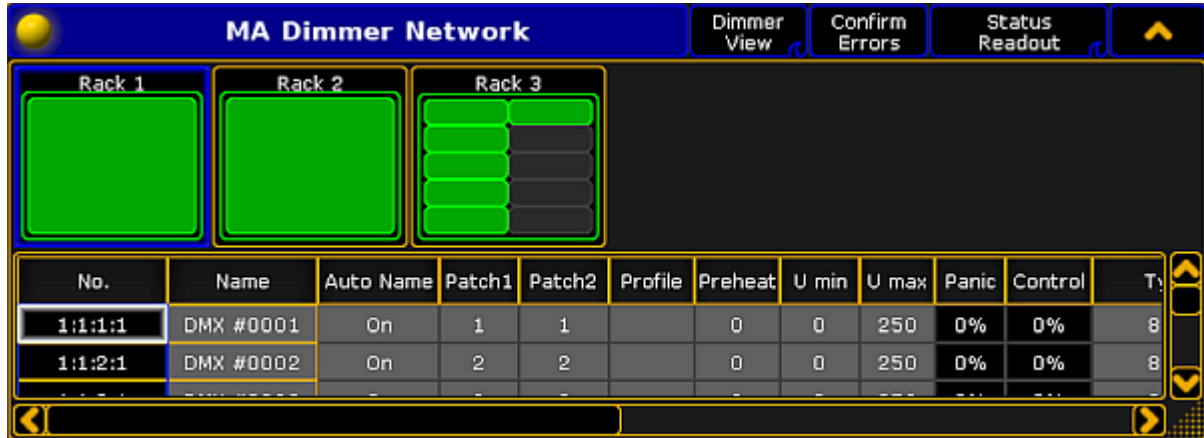 MA Dimmer Network
Dimmer View
Confirm Errors
Status Readout
Rack 1 Rack 2 Rack 3
No. Name Auto Name Patch1 Patch2 Profile Preheat U min U max Panic Control
1:1:1:1 DMX #0001 On 1 1 0 0 250 0% 0% 8
1:1:2:1 DMX #0002 On 2 2 0 0 250 0% 0% 8